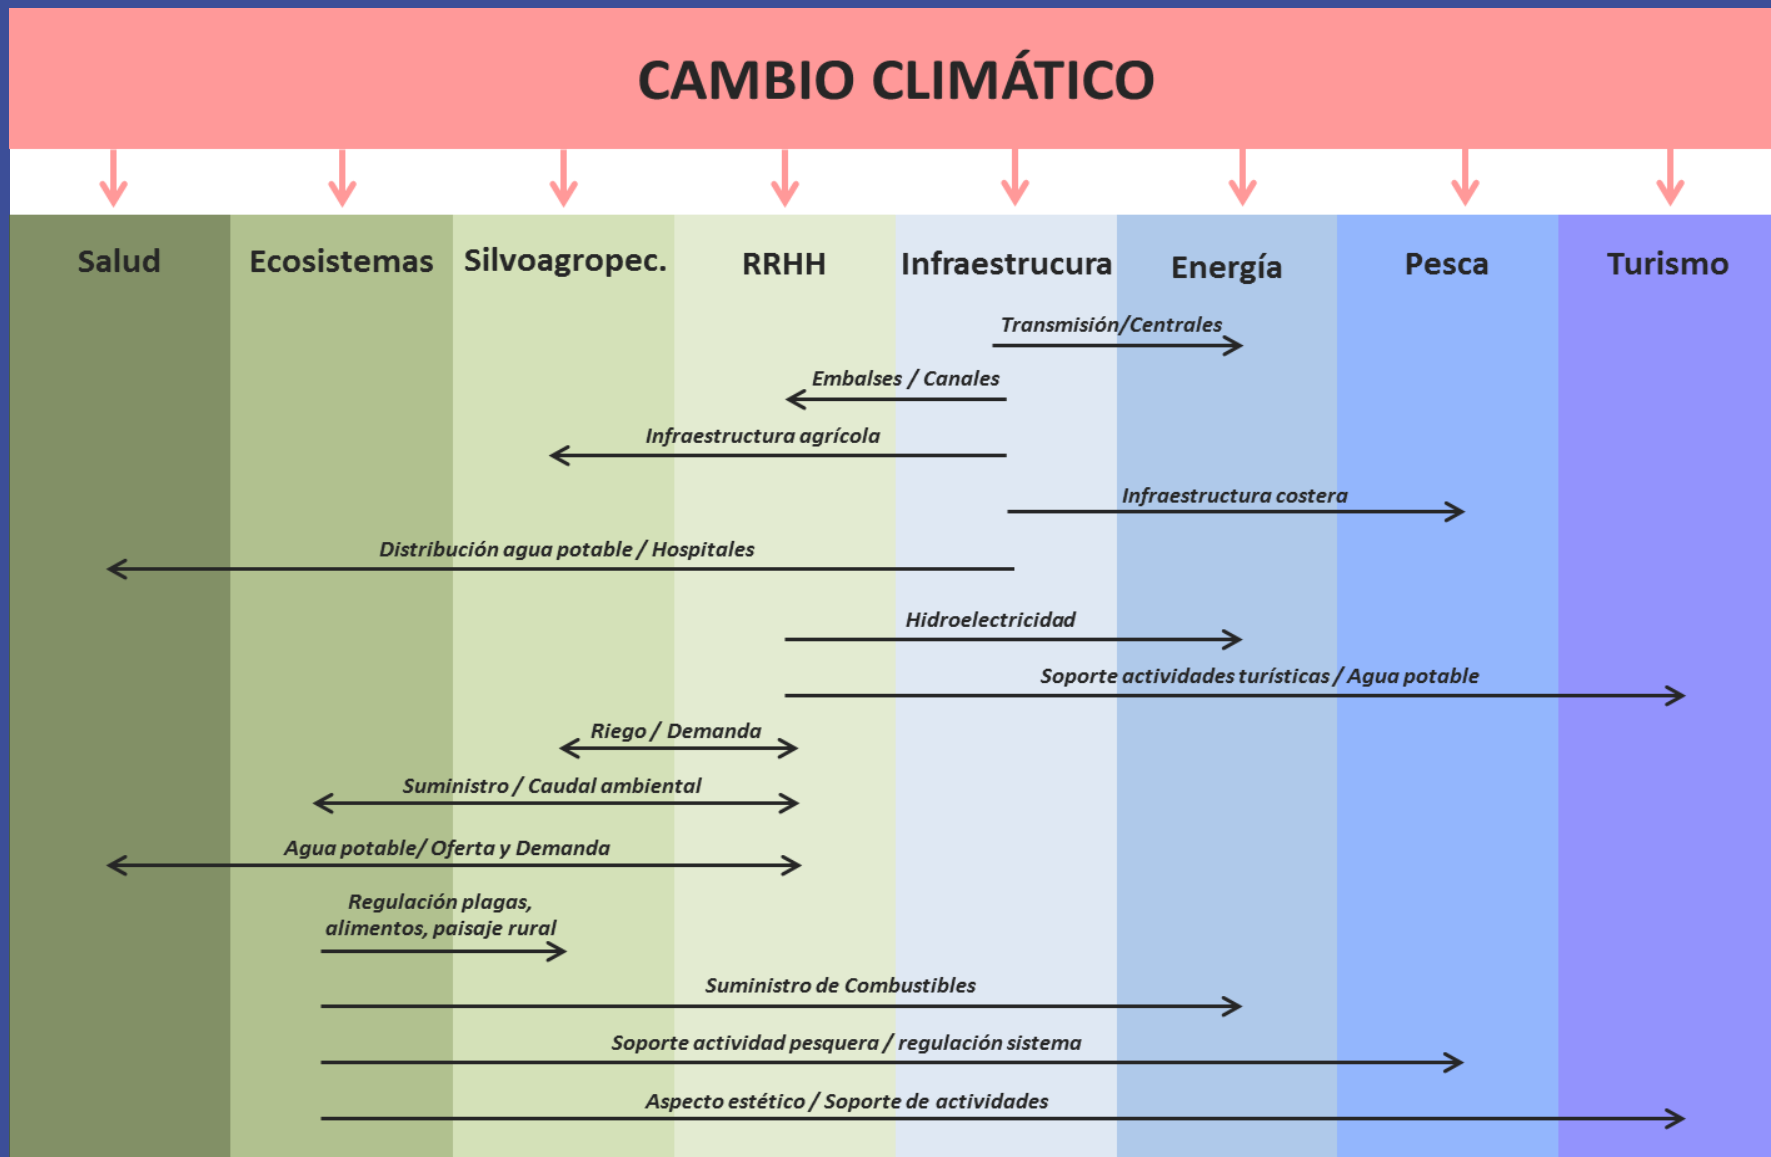 CAMBIO CLIMÁTICO
Salud
Ecosistemas
Silvoagropec.
RRHH
Infraestrucura
Energía
Pesca
Turismo
Transmisión/Centrales
Embalses / Canales
Infraestructura agrícola
Infraestructura costera
Distribución agua potable / Hospitales
Hidroelectricidad
Soporte actividades turísticas / Agua potable
Riego / Demanda
Suministro / Caudal ambiental
Agua potable/ Oferta y Demanda
Regulación plagas,
alimentos, paisaje rural
Suministro de Combustibles
Soporte actividad pesquera / regulación sistema
Aspecto estético / Soporte de actividades